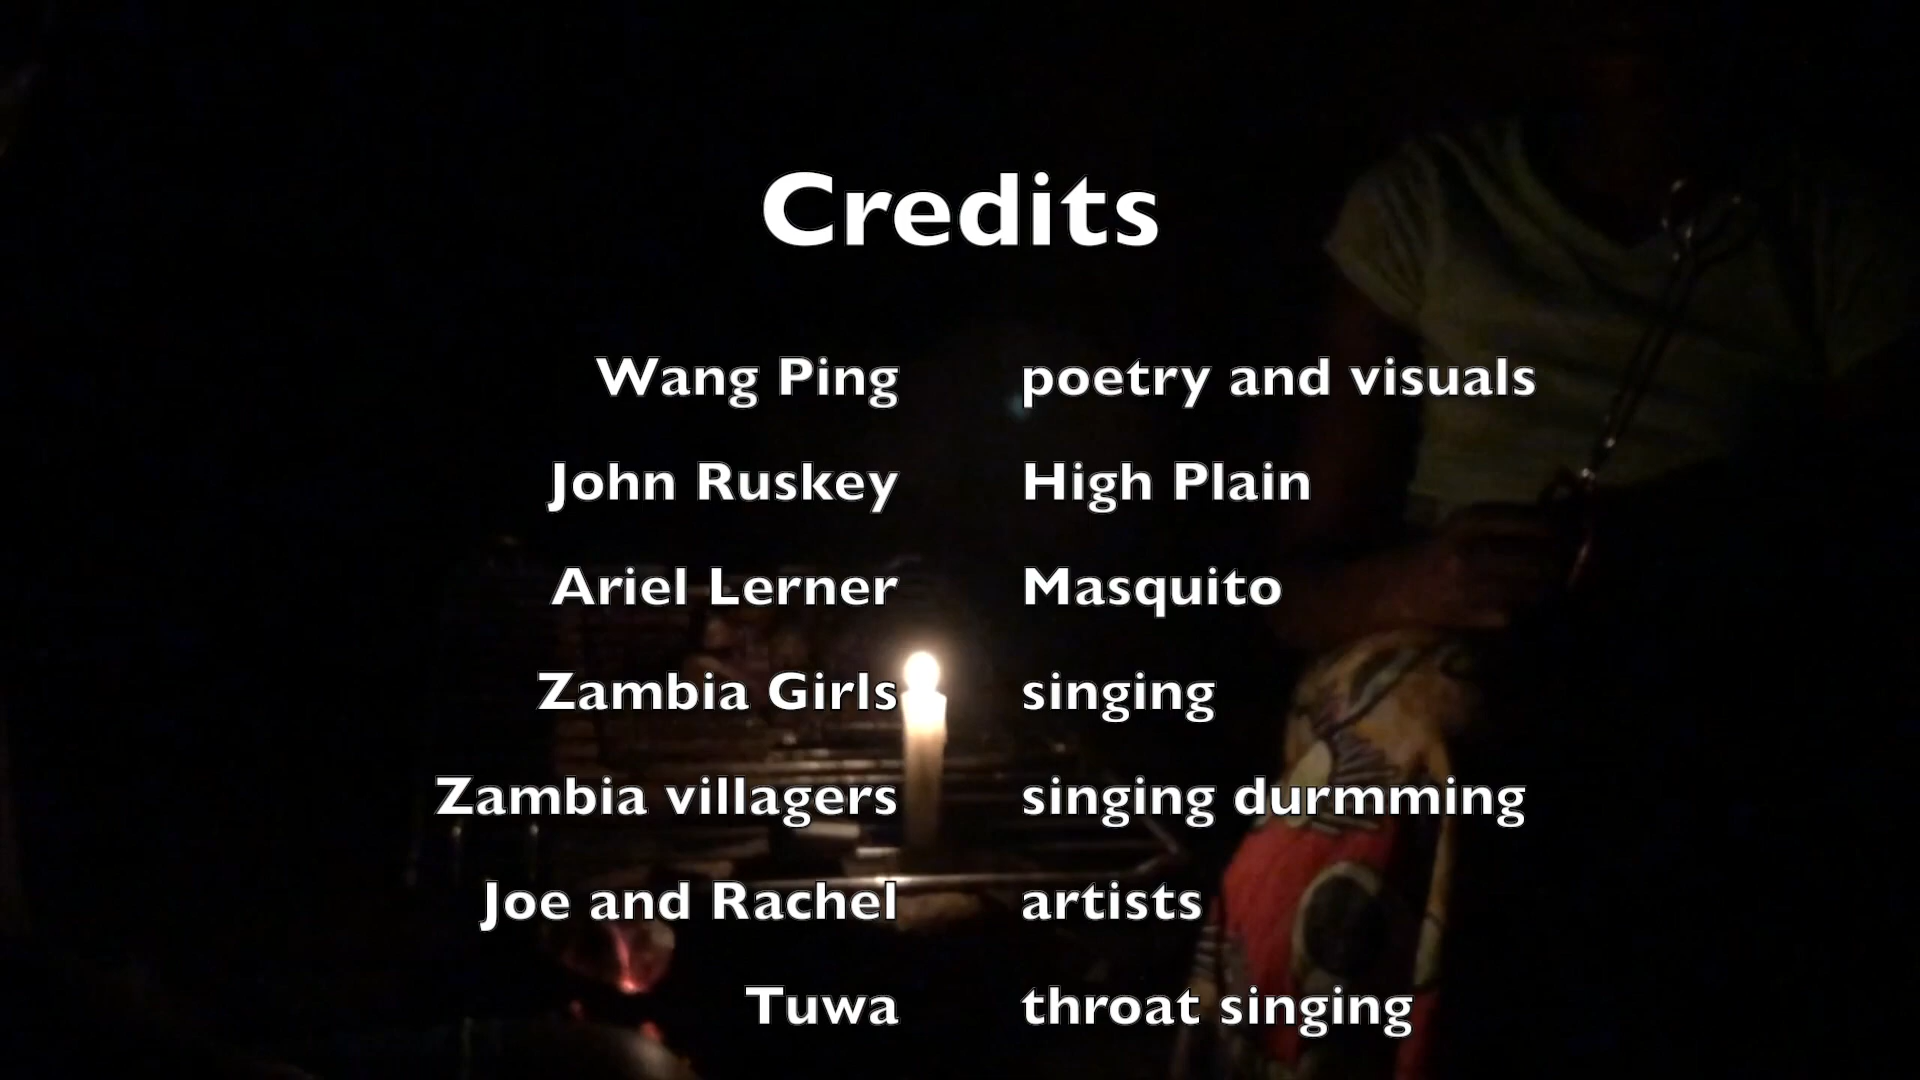 Credits
Wang Ping poetry and visuals
John Ruskey High Plain
Ariel Lerner Masquito
Zambia Girls singing
Zambia villagers singing durmming
Joe and Rachel artists
Tuwa throat singing